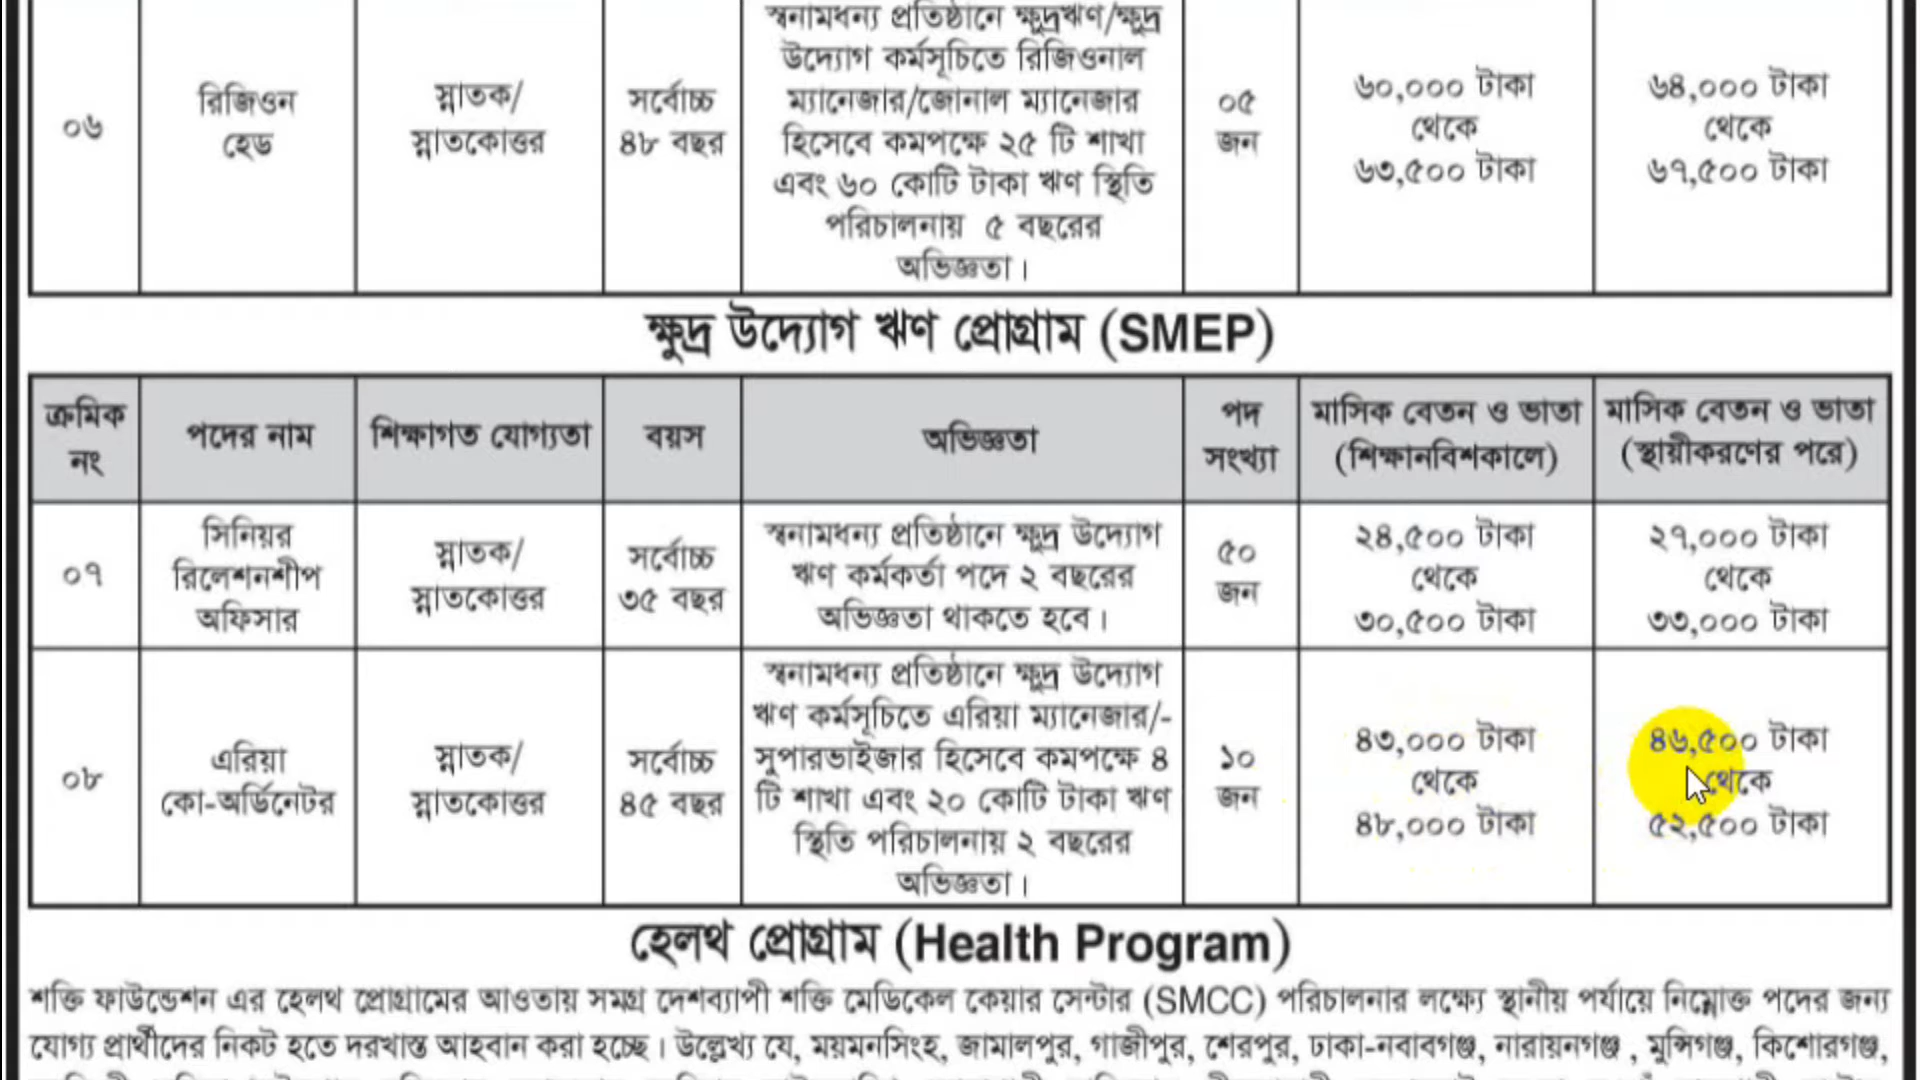 স্বনামধন্য প্রতিষ্ঠানে ক্ষুদ্রঋণ/ক্ষুদ্র
উদ্যোগ কর্মসূচিতে রিজিওনাল
ম্যানেজার/জোনাল ম্যানেজার
হিসেবে কমপক্ষে ২৫ টি শাখা
এবং ৬০ কোটি টাকা ঋণ স্থিতি
পরিচালনায় ৫ বছরের
অভিজ্ঞতা।
০৬
রিজিওন
হেড
স্নাতক/
স্নাতকোত্তর
সর্বোচ্চ
৪৮ বছর
০৫
জন
৬০,০০০ টাকা
থেকে
৬৩,৫০০ টাকা
৬৪,০০০ টাকা
থেকে
৬৭,৫০০ টাকা
ক্ষুদ্র উদ্যোগ ঋণ প্রোগ্রাম (SMEP)
ক্রমিক
নং
পদের নাম
শিক্ষাগত যোগ্যতা
বয়স
অভিজ্ঞতা
পদ
সংখ্যা
মাসিক বেতন ও ভাতা
(শিক্ষানবিশকালে)
মাসিক বেতন ও ভাতা
(স্থায়ীকরণের পরে)
০৭
সিনিয়র
রিলেশনশীপ
অফিসার
স্নাতক/
স্নাতকোত্তর
সর্বোচ্চ
৩৫ বছর
স্বনামধন্য প্রতিষ্ঠানে ক্ষুদ্র উদ্যোগ
ঋণ কর্মকর্তা পদে ২ বছরের
অভিজ্ঞতা থাকতে হবে।
৫০
জন
২৪,৫০০ টাকা
থেকে
৩০,৫০০ টাকা
২৭,০০০ টাকা
থেকে
৩৩,০০০ টাকা
০৮
এরিয়া
কো-অর্ডিনেটর
স্নাতক/
স্নাতকোত্তর
সর্বোচ্চ
৪৫ বছর
স্বনামধন্য প্রতিষ্ঠানে ক্ষুদ্র উদ্যোগ
ঋণ কর্মসূচিতে এরিয়া ম্যানেজার/-
সুপারভাইজার হিসেবে কমপক্ষে ৪
টি শাখা এবং ২০ কোটি টাকা ঋণ
স্থিতি পরিচালনায় ২ বছরের
অভিজ্ঞতা।
১০
জন
৪৩,০০০ টাকা
থেকে
৪৮,০০০ টাকা
৪৬,৫০০ টাকা
থেকে
৫২,৫০০ টাকা
হেলথ প্রোগ্রাম (Health Program)
শক্তি ফাউন্ডেশন এর হেলথ প্রোগ্রামের আওতায় সমগ্র দেশব্যাপী শক্তি মেডিকেল কেয়ার সেন্টার (SMCC) পরিচালনার লক্ষ্যে স্থানীয় পর্যায়ে নিম্নোক্ত পদের জন্য
যোগ্য প্রার্থীদের নিকট হতে দরখাস্ত আহবান করা হচ্ছে। উল্লেখ্য যে, ময়মনসিংহ, জামালপুর, গাজীপুর, শেরপুর, ঢাকা-নবাবগঞ্জ, নারায়নগঞ্জ , মুন্সিগঞ্জ, কিশোরগঞ্জ,